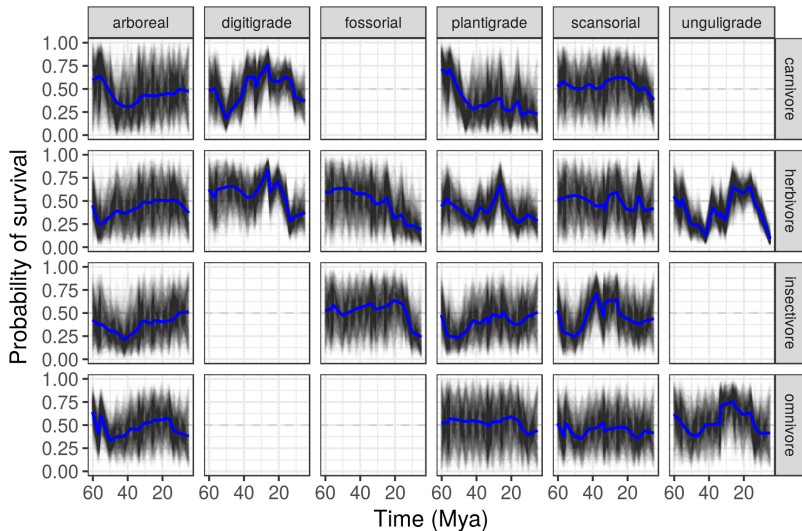 arboreal digitigrade fossorial plantigrade scansorial unguligrade
1.00
0.75
0.50
0.25
0.00
carnivore
1.00
0.75
0.50
0.25
0.00
herbivore
1.00
0.75
0.50
0.25
0.00
insectivore
1.00
0.75
0.50
0.25
0.00
omnivore
Probability of survival
60 40 20 60 40 20 60 40 20 60 40 20 60 40 20 60 40 20
Time (Mya)